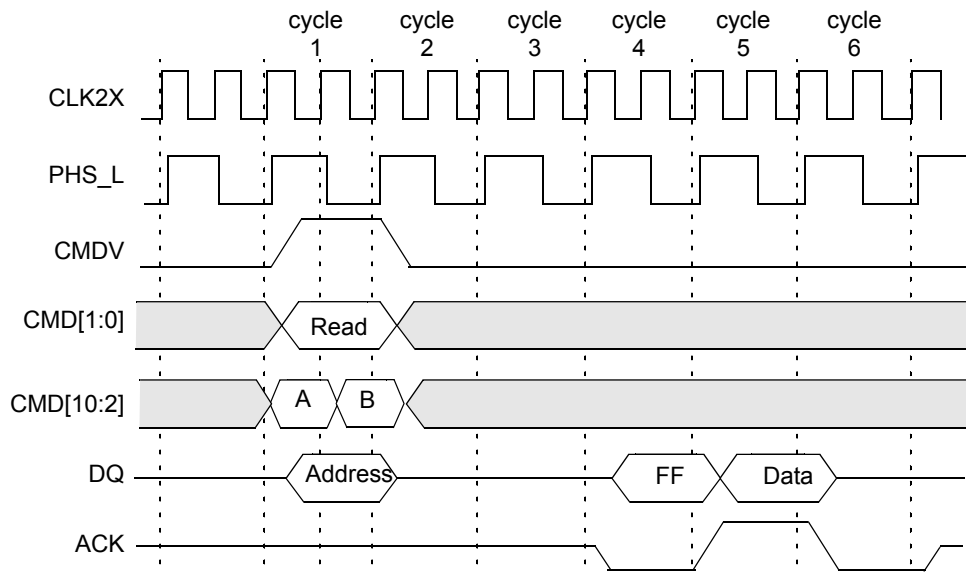 cycle 1 cycle 2 cycle 3 cycle 4 cycle 5 cycle 6
CLK2X
PHS_L
CMDV
CMD[1:0] Read
CMD[10:2] A B
DQ Address FF Data
ACK